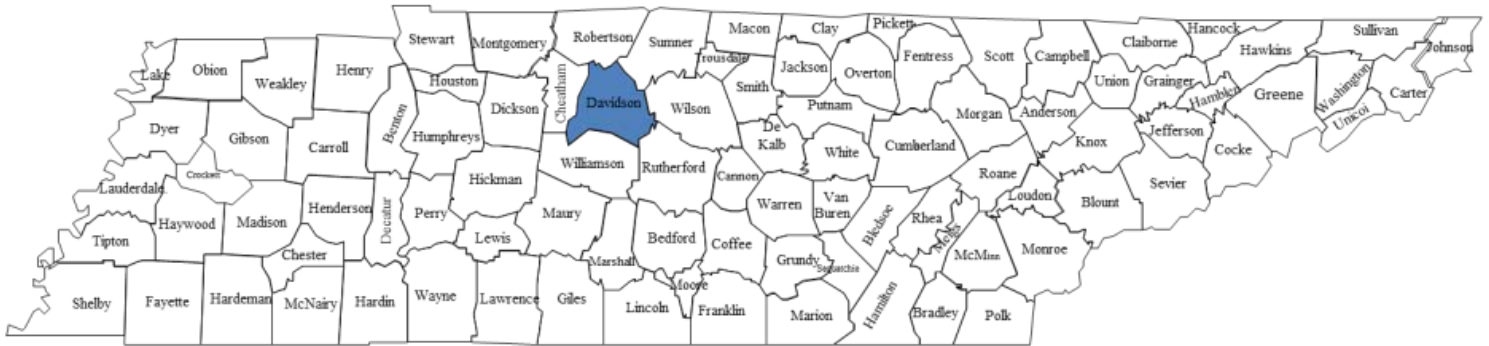 Stewart
Montgomery
Robertson
Sumner
Macon
Clay
Pickett
Lake
Obion
Weakley
Henry
Houston
Dickson
Cheatham
Davidson
Wilson
Trousdale
Smith
Jackson
Overton
Fentress
Scott
Campbell
Claiborne
Hancock
Hawkins
Sullivan
Johnson
Union
Grainger
Hamblen
Greene
Washington
Unicoi
Carter
Dyer
Gibson
Carroll
Benton
Humphreys
Putnam
Morgan
Anderson
Knox
Jefferson
Cocke
Crockett
Williamson
Rutherford
Cannon
De
Kalb
White
Cumberland
Roane
Loudon
Blount
Sevier
Lauderdale
Haywood
Madison
Henderson
Decatur
Perry
Hickman
Lewis
Maury
Bedford
Coffee
Warren
Van
Buren
Bledsoe
Rhea
Meigs
McMinn
Monroe
Tipton
Chester
Marshall
Moore
Grundy
Sequatchie
Shelby
Fayette
Hardeman
McNairy
Hardin
Wayne
Lawrence
Giles
Lincoln
Franklin
Marion
Hamilton
Bradley
Polk